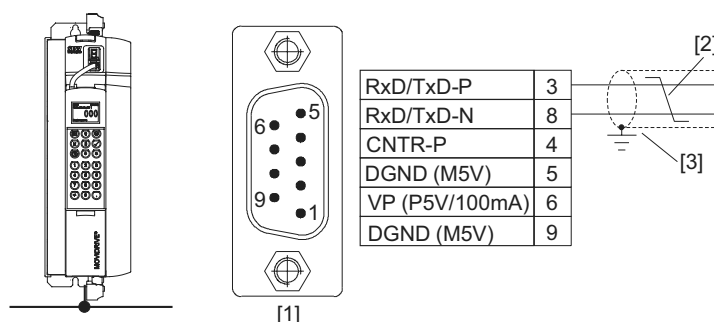 000
MOVIDRIVE®
5
6
9
1
[1]
RxD/TxD-P 3
RxD/TxD-N 8
CNTR-P 4
DGND (M5V) 5
VP (P5V/100mA) 6
DGND (M5V) 9
[2]
[3]